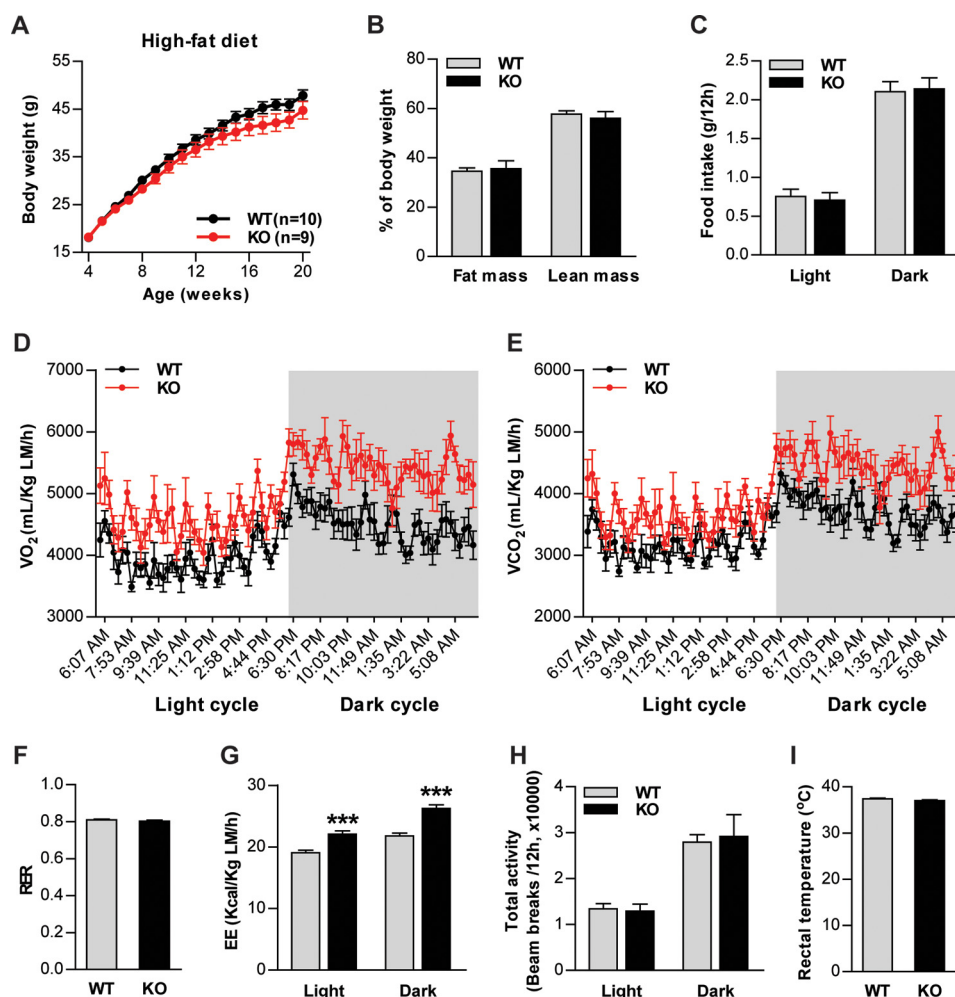 A
High-fat diet
Body weight (g)
55
45
35
25
15
WT (n=10)
KO (n=9)
4 8 12 16 20
Age (weeks)
B
% of body weight
80
60
40
20
0
WT
KO
Fat mass Lean mass
C
Food intake (g/12h)
2.5
2.0
1.5
1.0
0.5
0.0
WT
KO
Light Dark
D
VO2 (mL/Kg LM/h)
7000
6000
5000
4000
3000
WT
KO
6:07 AM 7:53 AM 9:39 AM 11:25 AM 1:12 PM 2:58 PM 4:44 PM 6:30 PM 8:17 PM 10:03 PM 11:49 AM 1:35 AM 3:22 AM 5:08 AM
Light cycle Dark cycle
E
VCO2 (mL/Kg LM/h)
6000
5000
4000
3000
2000
WT
KO
6:07 AM 7:53 AM 9:39 AM 11:25 AM 1:12 PM 2:58 PM 4:44 PM 6:30 PM 8:17 PM 10:03 PM 11:49 AM 1:35 AM 3:22 AM 5:08 AM
Light cycle Dark cycle
F
RER
1.0
0.8
0.6
0.4
0.2
0.0
WT KO
G
EE (Kcal/Kg LM/h)
30
20
10
0
*** ***
Light Dark
H
Total activity
(Beam breaks /12h, x10000)
4
3
2
1
0
WT
KO
Light Dark
I
Rectal temperature (°C)
60
40
20
0
WT KO